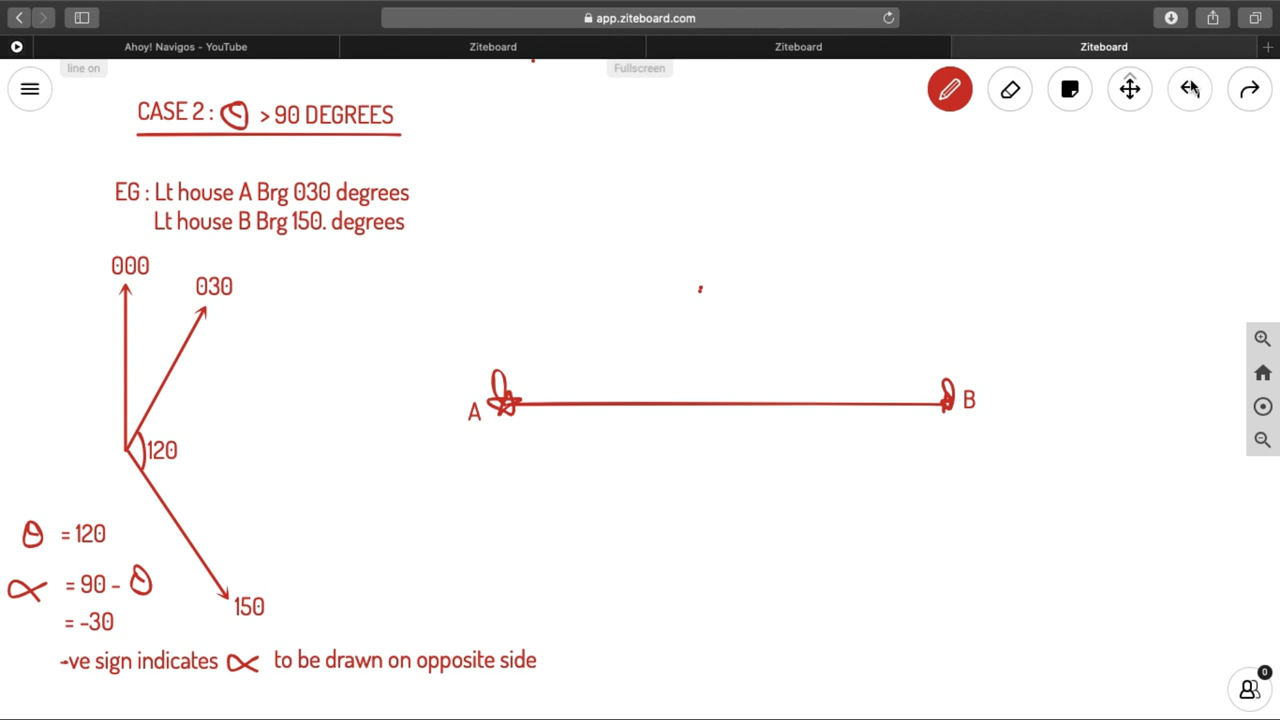 app.ziteboard.com
Ahoy! Navigos - YouTube
Ziteboard
Ziteboard
Ziteboard
line on
Fullscreen
CASE 2 : Θ > 90 DEGREES
EG : Lt house A Brg 030 degrees
Lt house B Brg 150. degrees
000
030
120
150
A
B
Θ = 120
∝ = 90 - Θ
= -30
-ve sign indicates ∝ to be drawn on opposite side
0